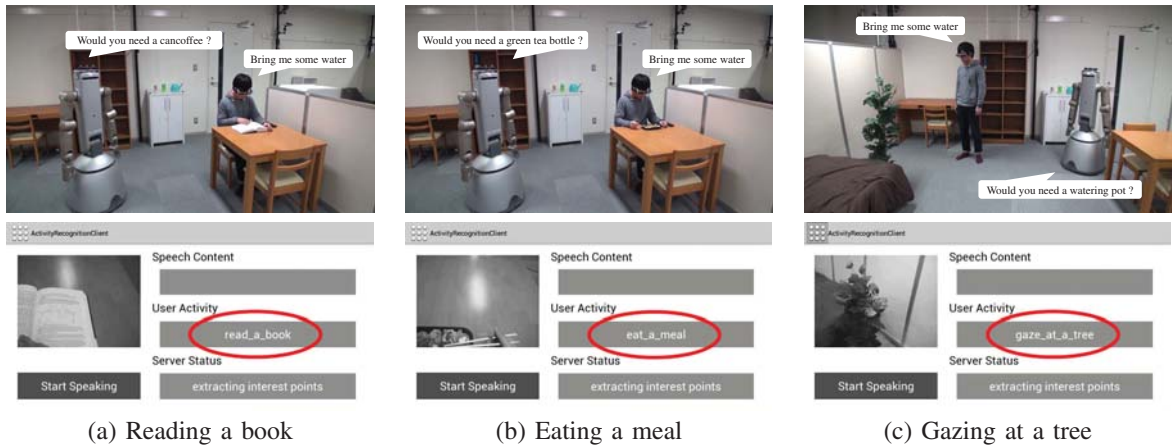 Would you need a cancoffee ?
Bring me some water
Would you need a green tea bottle ?
Bring me some water
Bring me some water
Would you need a watering pot ?
ActivityRecognitionClient
Speech Content
User Activity
read_a_book
Server Status
Start Speaking
extracting interest points
ActivityRecognitionClient
Speech Content
User Activity
eat_a_meal
Server Status
Start Speaking
extracting interest points
ActivityRecognitionClient
Speech Content
User Activity
gaze_at_a_tree
Server Status
Start Speaking
extracting interest points
(a) Reading a book
(b) Eating a meal
(c) Gazing at a tree